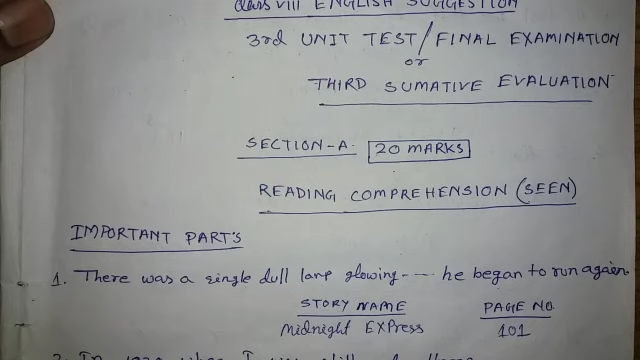 Class VIII ENGLISH SUGGESTION
3rd UNIT TEST / FINAL EXAMINATION
or
THIRD SUMATIVE EVALUATION
SECTION-A. 20 MARKS
READING COMPREHENSION (SEEN)
IMPORTANT PART'S
1. There was a single dull lamp glowing --- he began to run again.
STORY NAME PAGE NO.
Midnight EXPress 101